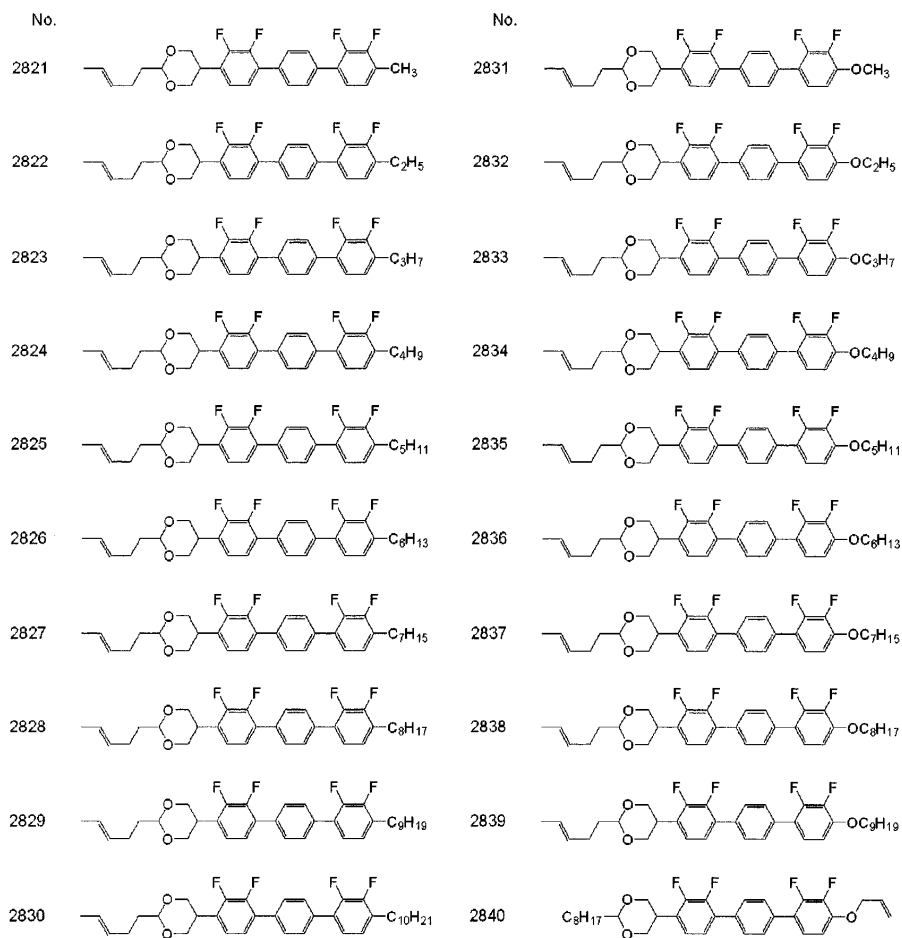 No. No.
F F F F F F F F
O O
2821 CH3 2831 OCH3
O O
F F F F F F F F
O O
2822 C2H5 2832 OC2H5
O O
F F F F F F F F
O O
2823 C3H7 2833 OC3H7
O O
F F F F F F F F
O O
2824 C4H9 2834 OC4H9
O O
F F F F F F F F
O O
2825 C5H11 2835 OC5H11
O O
F F F F F F F F
O O
2826 C6H13 2836 OC6H13
O O
F F F F F F F F
O O
2827 C7H15 2837 OC7H15
O O
F F F F F F F F
O O
2828 C8H17 2838 OC8H17
O O
F F F F F F F F
O O
2829 C9H19 2839 OC9H19
O O
F F F F F F F F
O O
2830 C10H21 2840 C8H17 O
O O